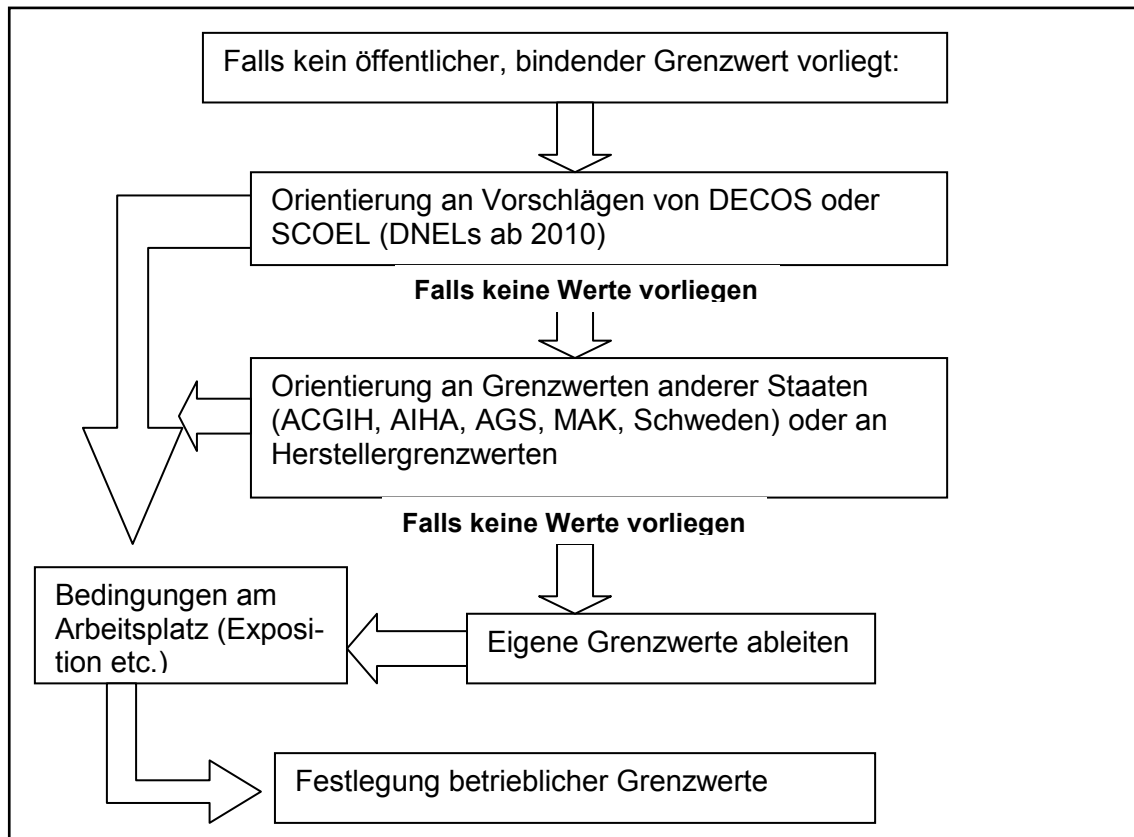 Falls kein öffentlicher, bindender Grenzwert vorliegt:
Orientierung an Vorschlägen von DECOS oder
SCOEL (DNELs ab 2010)
Falls keine Werte vorliegen
Orientierung an Grenzwerten anderer Staaten
(ACGIH, AIHA, AGS, MAK, Schweden) oder an
Herstellergrenzwerten
Falls keine Werte vorliegen
Bedingungen am
Arbeitsplatz (Exposi-
tion etc.)
Eigene Grenzwerte ableiten
Festlegung betrieblicher Grenzwerte